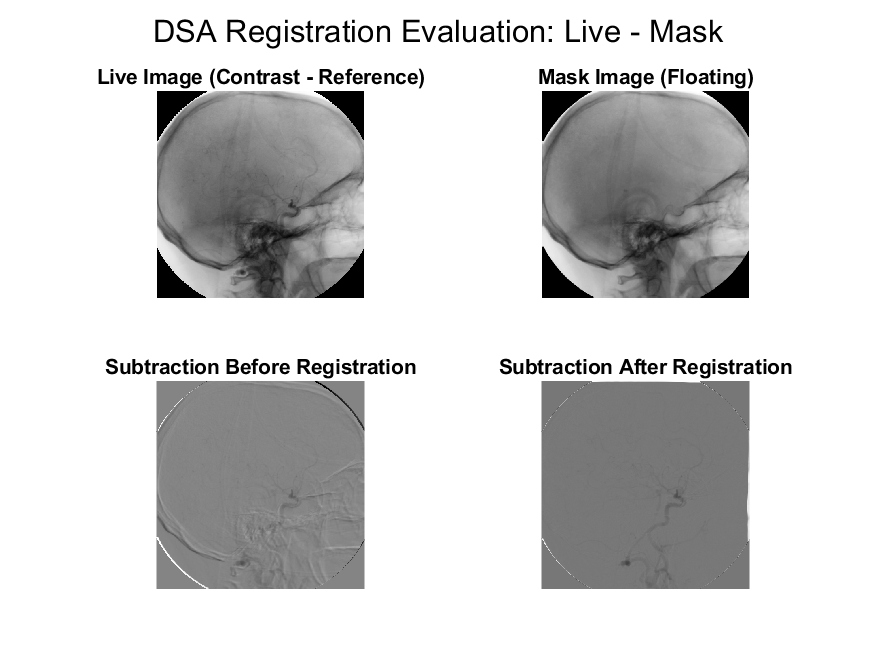 DSA Registration Evaluation: Live - Mask
Live Image (Contrast - Reference)
Mask Image (Floating)
Subtraction Before Registration
Subtraction After Registration